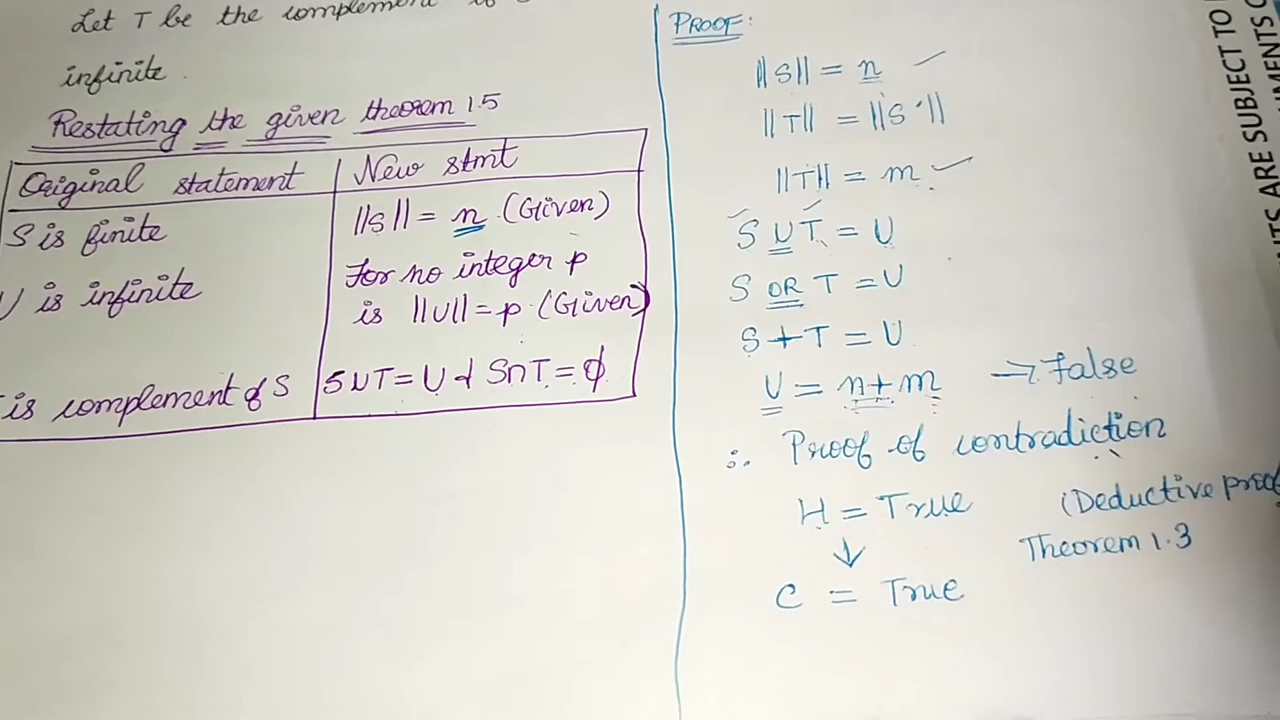 Let T be the complement
infinite.
Restating the given theorem 1.5
Original statement | New stmt
S is finite | ||S|| = n (Given)
U is infinite | For no integer p
is ||U|| = p (Given)
is complement of S | SUT = U & SnT = ϕ
PROOF:
||S|| = n
||T|| = ||S'||
||T|| = m
S U T = U
S OR T = U
S + T = U
U = n+m → false
∴ Proof of contradiction
H = True (Deductive proof
↓ Theorem 1.3
C = True
ARE SUBJECT TO